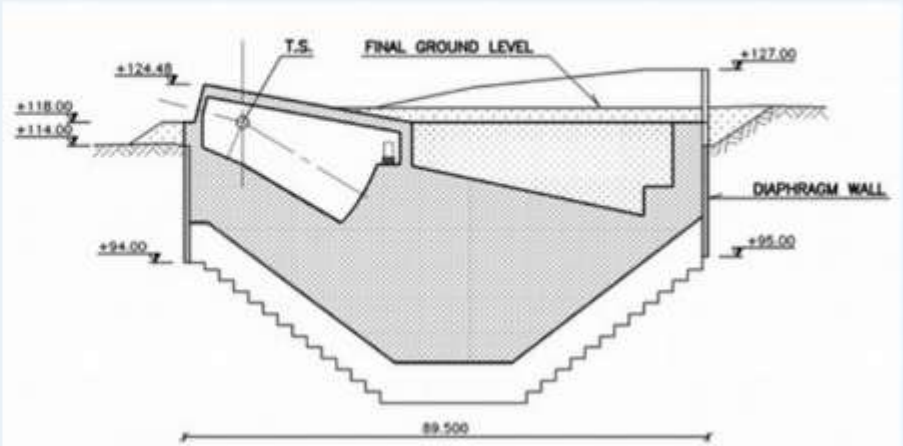 T.S.
FINAL GROUND LEVEL
+127.00
+124.48
+118.00
+114.00
DIAPHRAGM WALL
+94.00
+95.00
89.500